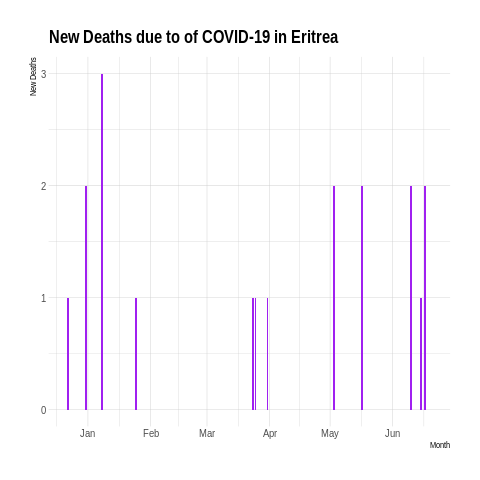 New Deaths due to of COVID-19 in Eritrea
New Deaths
3
2
1
0
Jan Feb Mar Apr May Jun
Month